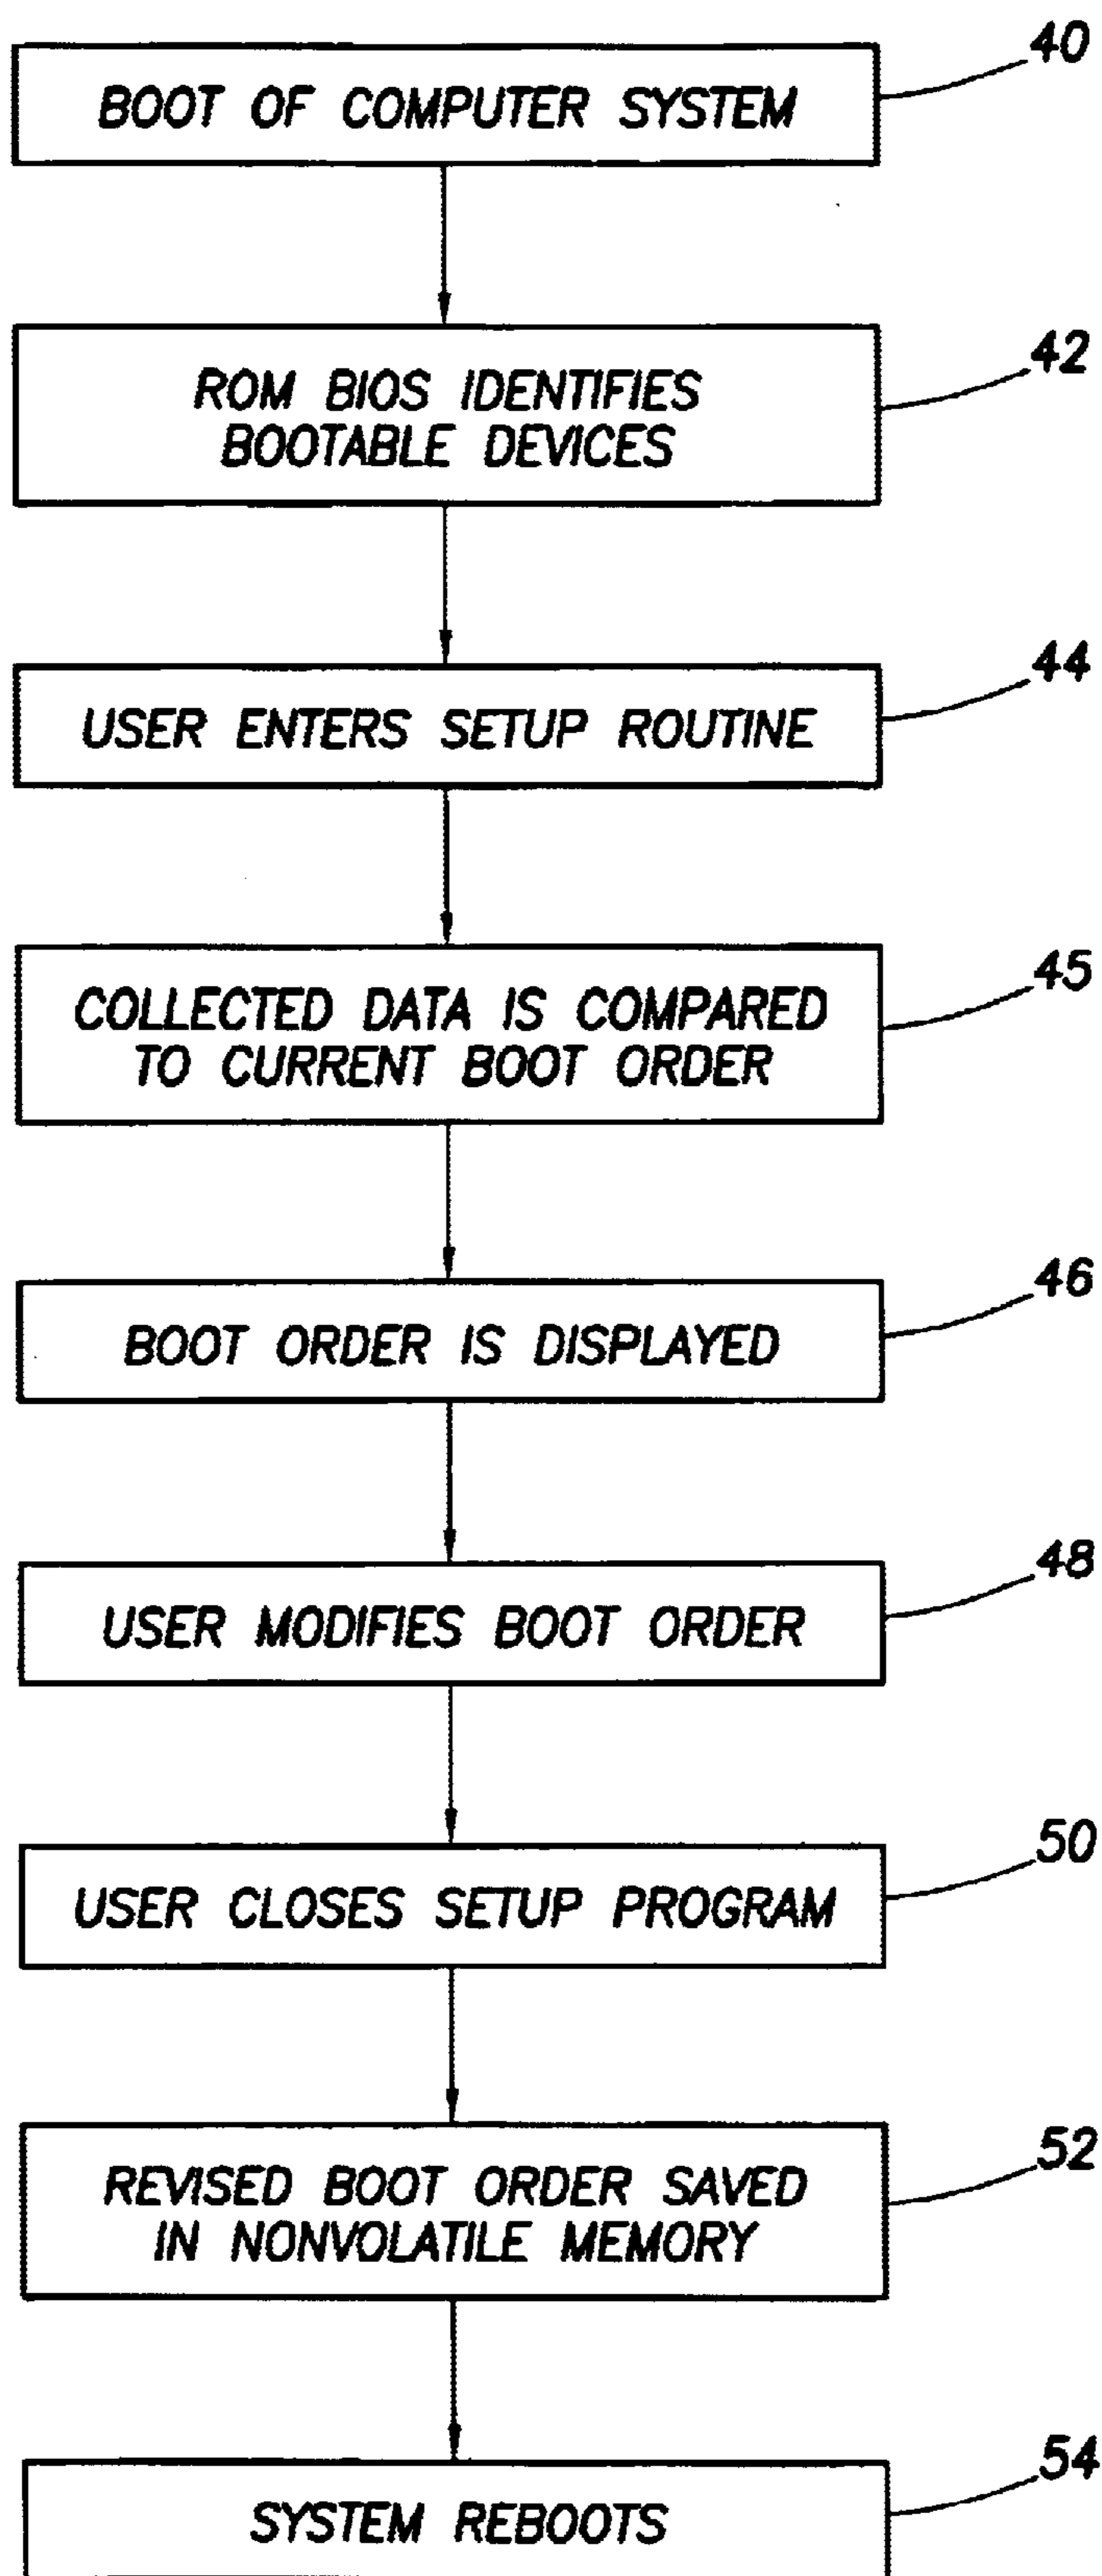 40
BOOT OF COMPUTER SYSTEM
42
ROM BIOS IDENTIFIES
BOOTABLE DEVICES
44
USER ENTERS SETUP ROUTINE
45
COLLECTED DATA IS COMPARED
TO CURRENT BOOT ORDER
46
BOOT ORDER IS DISPLAYED
48
USER MODIFIES BOOT ORDER
50
USER CLOSES SETUP PROGRAM
52
REVISED BOOT ORDER SAVED
IN NONVOLATILE MEMORY
54
SYSTEM REBOOTS